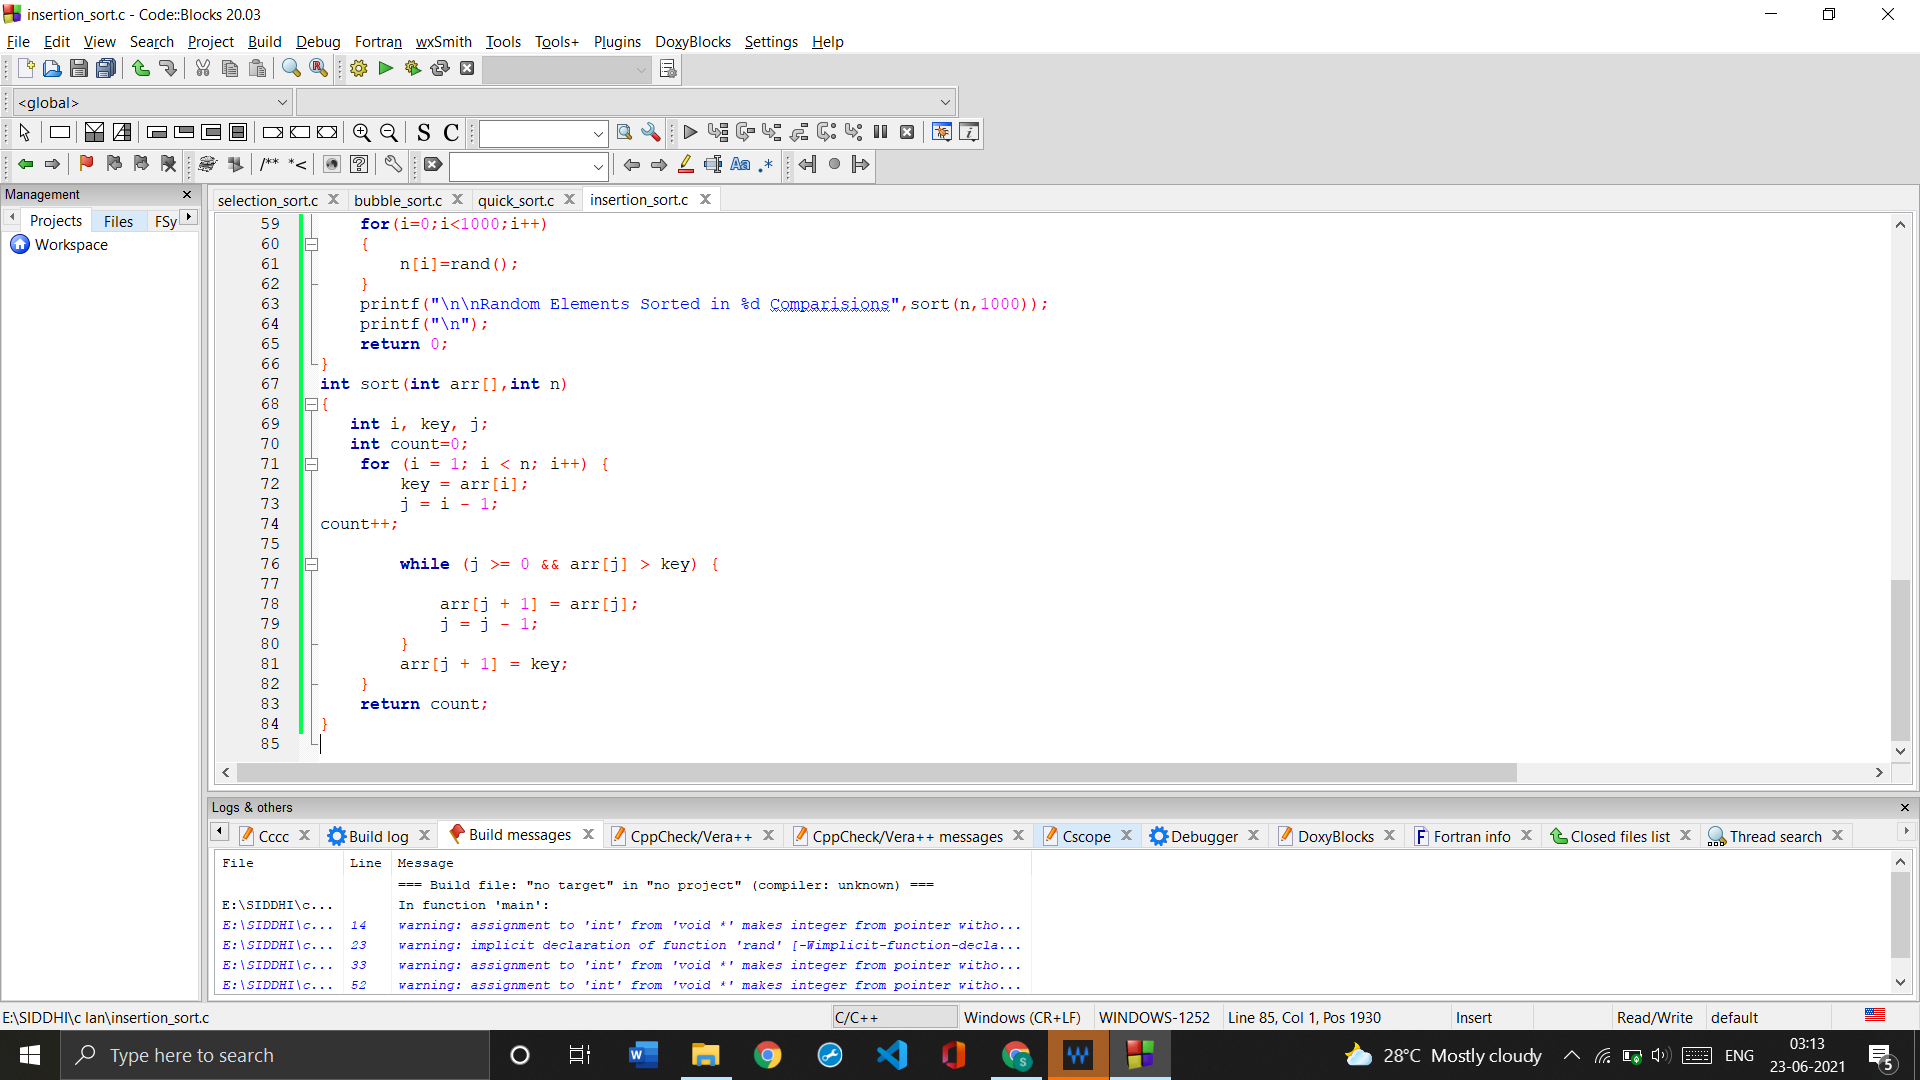 insertion_sort.c - Code::Blocks 20.03
File Edit View Search Project Build Debug Fortran wxSmith Tools Tools+ Plugins DoxyBlocks Settings Help
<global>
S C
/** *<
Aa .*
Management
selection_sort.c bubble_sort.c quick_sort.c insertion_sort.c
Projects Files FSy
Workspace
59 for(i=0;i<1000;i++)
60 {
61 n[i]=rand();
62 }
63 printf("\n\nRandom Elements Sorted in %d Comparisions",sort(n,1000));
64 printf("\n");
65 return 0;
66 }
67 int sort(int arr[],int n)
68 {
69 int i, key, j;
70 int count=0;
71 for (i = 1; i < n; i++) {
72 key = arr[i];
73 j = i - 1;
74 count++;
75
76 while (j >= 0 && arr[j] > key) {
77
78 arr[j + 1] = arr[j];
79 j = j - 1;
80 }
81 arr[j + 1] = key;
82 }
83 return count;
84 }
85
Logs & others
Cccc Build log Build messages CppCheck/Vera++ CppCheck/Vera++ messages Cscope Debugger DoxyBlocks Fortran info Closed files list Thread search
File Line Message
=== Build file: "no target" in "no project" (compiler: unknown) ===
E:\SIDDHI\c... In function 'main':
E:\SIDDHI\c... 14 warning: assignment to 'int' from 'void *' makes integer from pointer witho...
E:\SIDDHI\c... 23 warning: implicit declaration of function 'rand' [-Wimplicit-function-decla...
E:\SIDDHI\c... 33 warning: assignment to 'int' from 'void *' makes integer from pointer witho...
E:\SIDDHI\c... 52 warning: assignment to 'int' from 'void *' makes integer from pointer witho...
E:\SIDDHI\c lan\insertion_sort.c C/C++ Windows (CR+LF) WINDOWS-1252 Line 85, Col 1, Pos 1930 Insert Read/Write default
Type here to search
28°C Mostly cloudy
ENG
03:13
23-06-2021
5